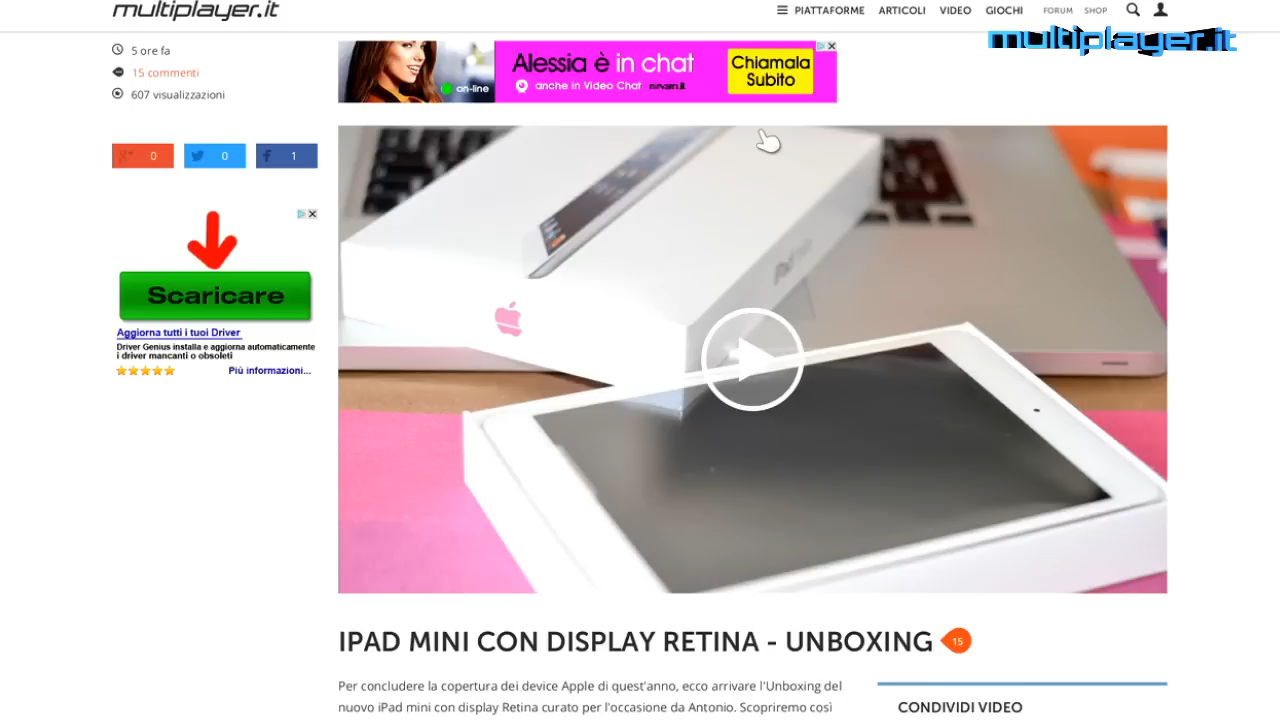 multiplayer.it
PIATTAFORME ARTICOLI VIDEO GIOCHI FORUM SHOP
multiplayer.it
5 ore fa
15 commenti
607 visualizzazioni
0 0 1
Alessia è in chat
anche in Video Chat
on-line
Chiamala
Subito
Scaricare
Aggiorna tutti i tuoi Driver
Driver Genius installa e aggiorna automaticamente
i driver mancanti o obsoleti
Più informazioni...
iPad mini
IPAD MINI CON DISPLAY RETINA - UNBOXING 15
Per concludere la copertura dei device Apple di quest'anno, ecco arrivare l'Unboxing del
nuovo iPad mini con display Retina curato per l'occasione da Antonio. Scopriremo così
CONDIVIDI VIDEO